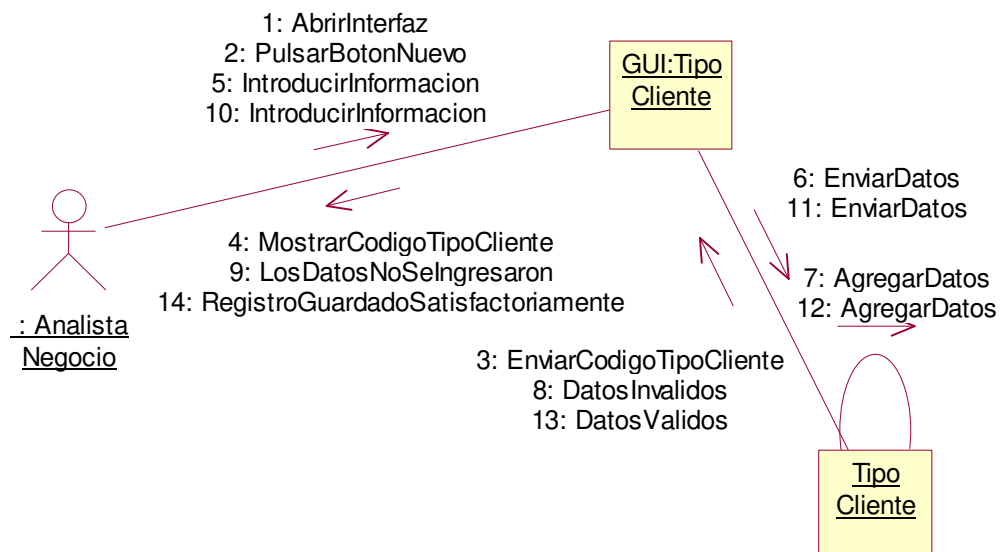 1: AbrirInterfaz
2: PulsarBotonNuevo
5: IntroducirInformacion
10: IntroducirInformacion
GUI:Tipo
Cliente
6: EnviarDatos
11: EnviarDatos
4: MostrarCodigoTipoCliente
9: LosDatosNoSeIngresaron
14: RegistroGuardadoSatisfactoriamente
7: AgregarDatos
12: AgregarDatos
: Analista
Negocio
3: EnviarCodigoTipoCliente
8: DatosInvalidos
13: DatosValidos
Tipo
Cliente